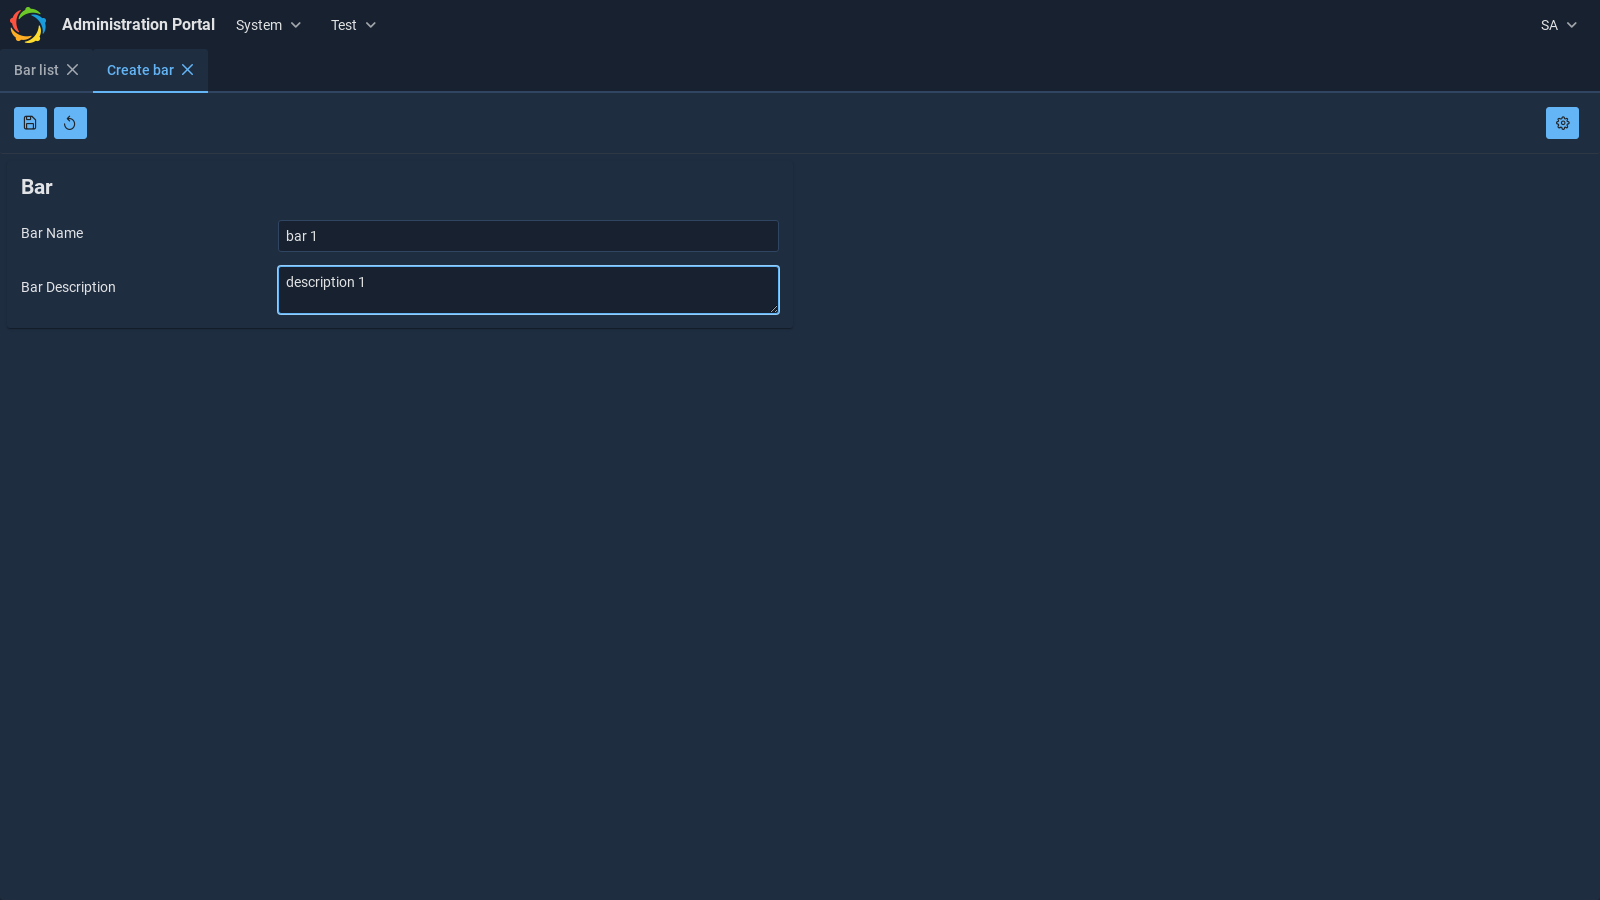 Administration Portal System Test SA
Bar list Create bar
Bar
Bar Name bar 1
Bar Description description 1